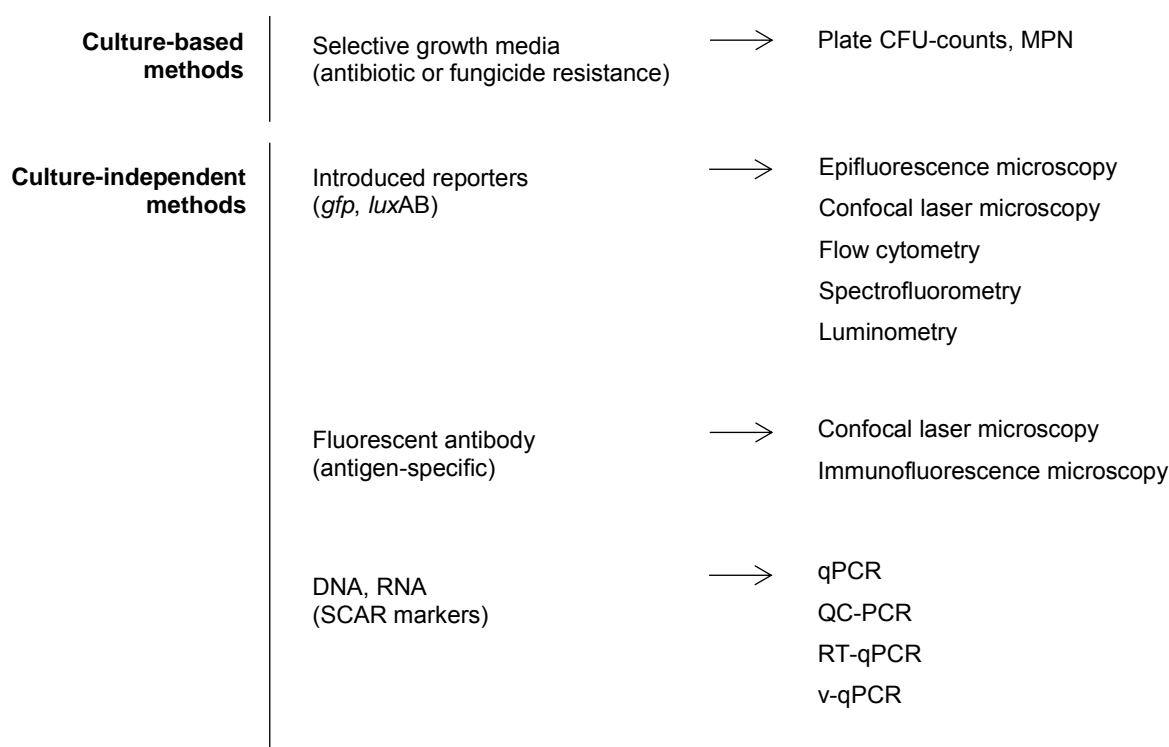 Culture-based
methods
Selective growth media
(antibiotic or fungicide resistance)
Plate CFU-counts, MPN
Culture-independent
methods
Introduced reporters
(gfp, luxAB)
Epifluorescence microscopy
Confocal laser microscopy
Flow cytometry
Spectrofluorometry
Luminometry
Fluorescent antibody
(antigen-specific)
Confocal laser microscopy
Immunofluorescence microscopy
DNA, RNA
(SCAR markers)
qPCR
QC-PCR
RT-qPCR
v-qPCR